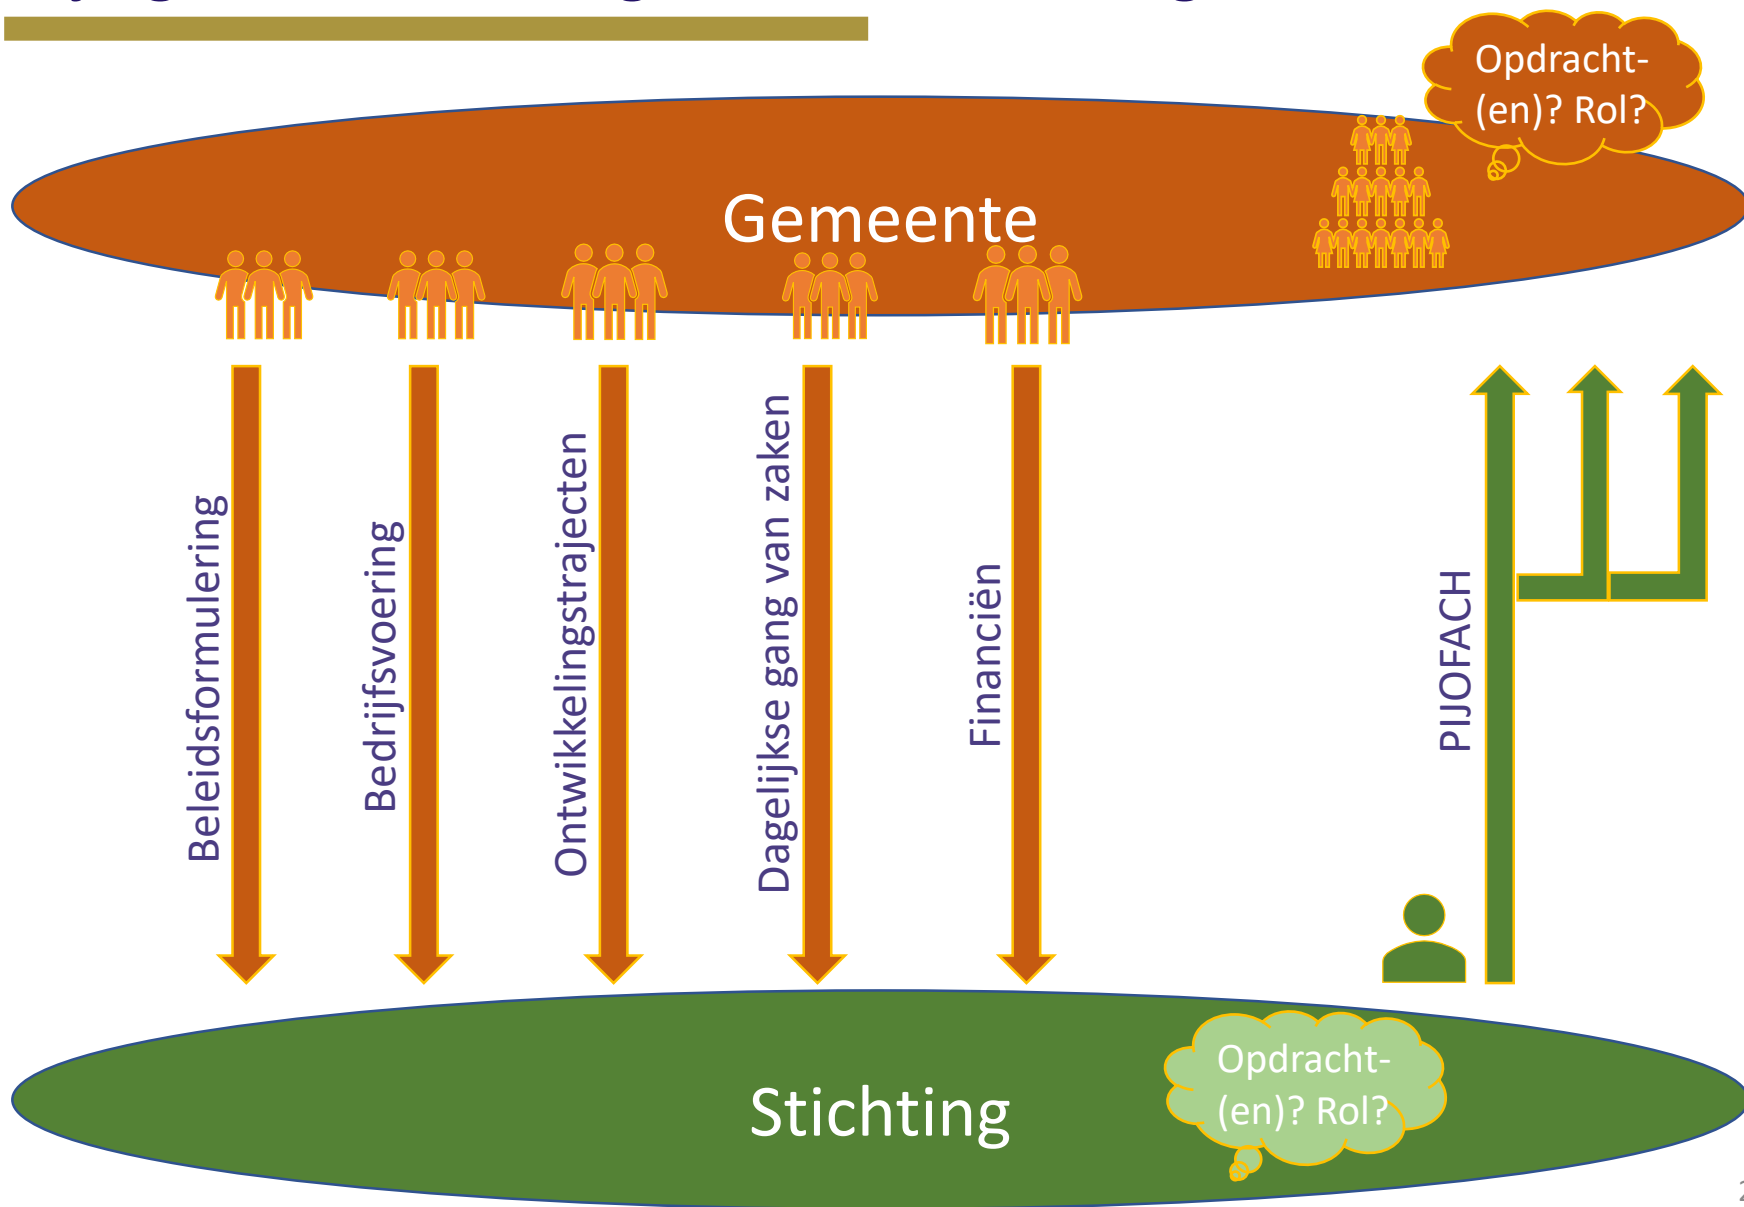 Opdracht-
(en)? Rol?
Gemeente
Beleidsformulering
Bedrijfsvoering
Ontwikkelingstrajecten
Dagelijkse gang van zaken
Financiën
PIJOFACH
Opdracht-
(en)? Rol?
Stichting